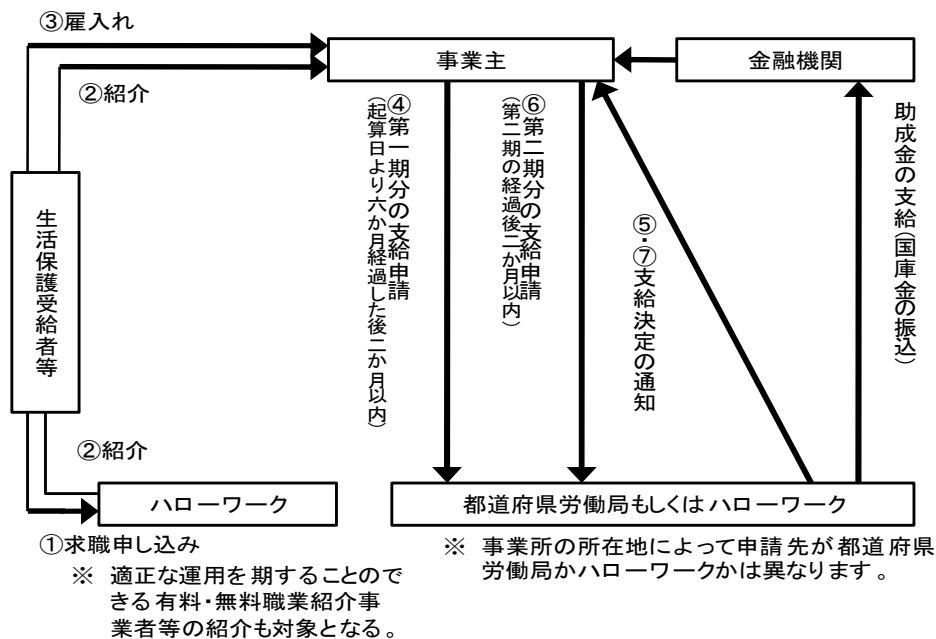 ③雇入れ
事業主
金融機関
②紹介
④第一期分の支給申請
(起算日より六か月経過した後二か月以内)
⑥第二期分の支給申請
(第二期の経過後二か月以内)
⑤・⑦支給決定の通知
助成金の支給(国庫金の振込)
生活保護受給者等
②紹介
ハローワーク
都道府県労働局もしくはハローワーク
①求職申し込み
※ 適正な運用を期することので
きる有料・無料職業紹介事
業者等の紹介も対象となる。
※ 事業所の所在地によって申請先が都道府県
労働局かハローワークかは異なります。